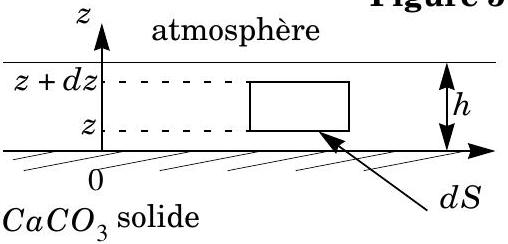 Figure 3
z
atmosphère
z + dz
z
h
0
dS
CaCO₃ solide